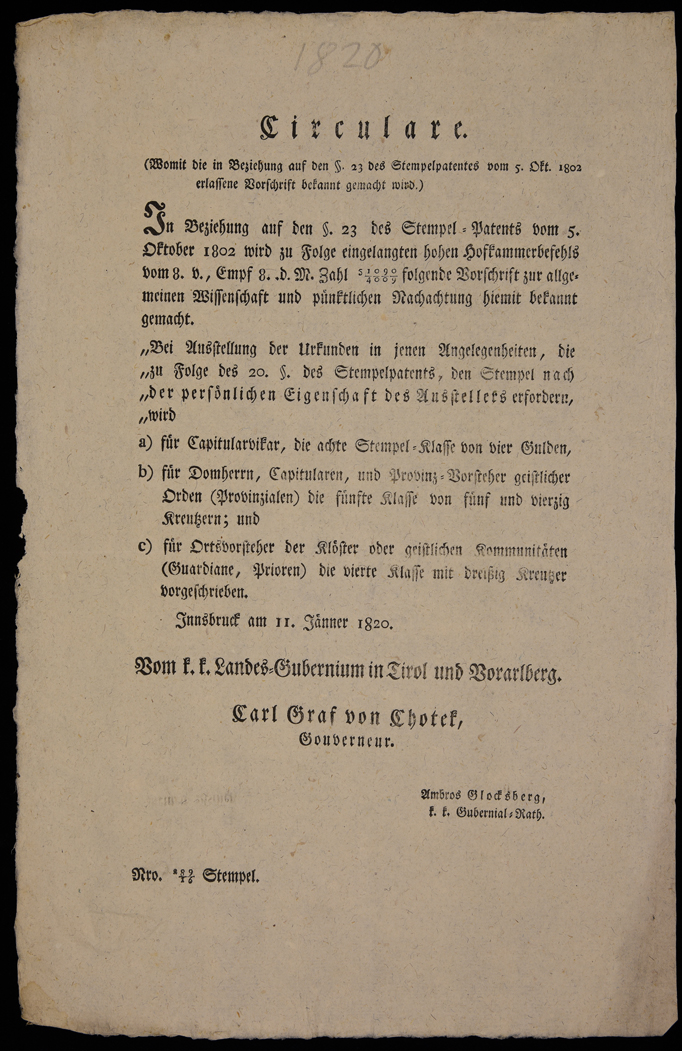 1820
Circulare.
(Womit die in Beziehung auf den §. 23 des Stempelpatentes vom 5. Okt. 1802
erlassene Vorschrift bekannt gemacht wird.)
In Beziehung auf den §. 23 des Stempel-Patents vom 5.
Oktober 1802 wird zu Folge eingelangten hohen Hofkammerbefehls
vom 8. v., Empf 8. .d. M. Zahl folgende Vorschrift zur allge-
meinen Wissenschaft und pünktlichen Nachachtung hiemit bekannt
gemacht.
„Bei Ausstellung der Urkunden in jenen Angelegenheiten, die
„zu Folge des 20. §. des Stempelpatents, den Stempel nach
„der persönlichen Eigenschaft des Ausstellers erfordern,
„wird
a) für Capitularvikar, die achte Stempel-Klasse von vier Gulden,
b) für Domherrn, Capitularen, und Provinz-Vorsteher geistlicher
Orden (Provinzialen) die fünfte Klasse von fünf und vierzig
Kreutzern; und
c) für Ortsvorsteher der Klöster oder geistlichen Kommunitäten
(Guardiane, Prioren) die vierte Klasse mit dreißig Kreutzer
vorgeschrieben.
Innsbruck am 11. Jänner 1820.
Vom k. k. Landes-Gubernium in Tirol und Vorarlberg.
Carl Graf von Chotek,
Gouverneur.
Ambros Glocksberg,
k. k. Gubernial-Rath.
Nro. Stempel.